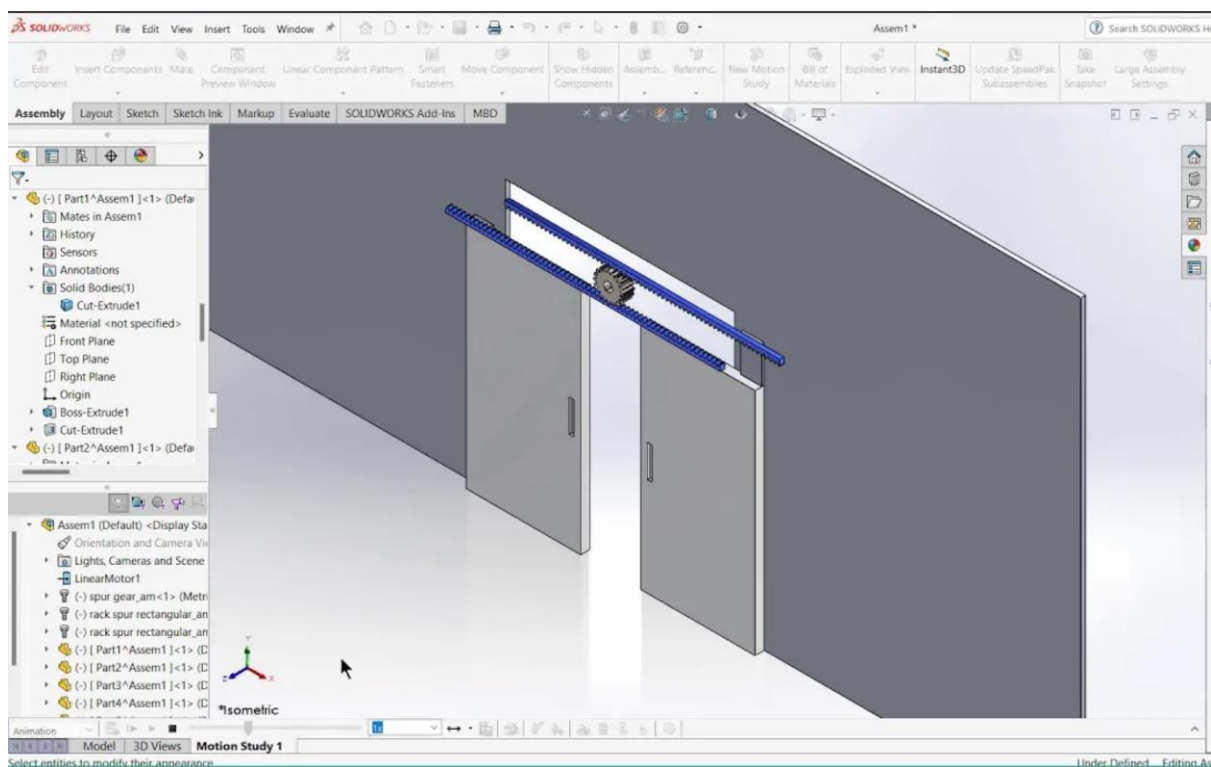 SOLIDWORKS File Edit View Insert Tools Window Assem1 * Search SOLIDWORKS He
Edit Component Insert Components Mate Component Preview Window Linear Component Pattern Smart Fasteners Move Component Show Hidden Components Assemb... Referenc... New Motion Study Bill of Materials Exploded View Instant3D Update SpeedPak Subassemblies Take Snapshot Large Assembly Settings
Assembly Layout Sketch Sketch Ink Markup Evaluate SOLIDWORKS Add-Ins MBD
(-) [ Part1^Assem1 ]<1> (Defau
Mates in Assem1
History
Sensors
Annotations
Solid Bodies(1)
Cut-Extrude1
Material <not specified>
Front Plane
Top Plane
Right Plane
Origin
Boss-Extrude1
Cut-Extrude1
(-) [ Part2^Assem1 ]<1> (Defau
Assem1 (Default) <Display Sta
Orientation and Camera Vie
Lights, Cameras and Scene
LinearMotor1
(-) spur gear_am<1> (Metri
(-) rack spur rectangular_an
(-) rack spur rectangular_an
(-) [ Part1^Assem1 ]<1> (D
(-) [ Part2^Assem1 ]<1> (D
(-) [ Part3^Assem1 ]<1> (D
(-) [ Part4^Assem1 ]<1> (D
Y
Z X
*Isometric
Animation 1x
Model 3D Views Motion Study 1
Select entities to modify their appearance Under Defined Editing As